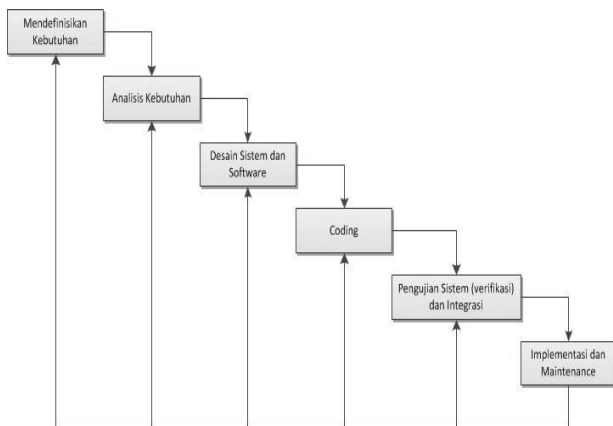 Mendefinisikan
Kebutuhan
Analisis Kebutuhan
Desain Sistem dan
Software
Coding
Pengujian Sistem (verifikasi)
dan Integrasi
Implementasi dan
Maintenance